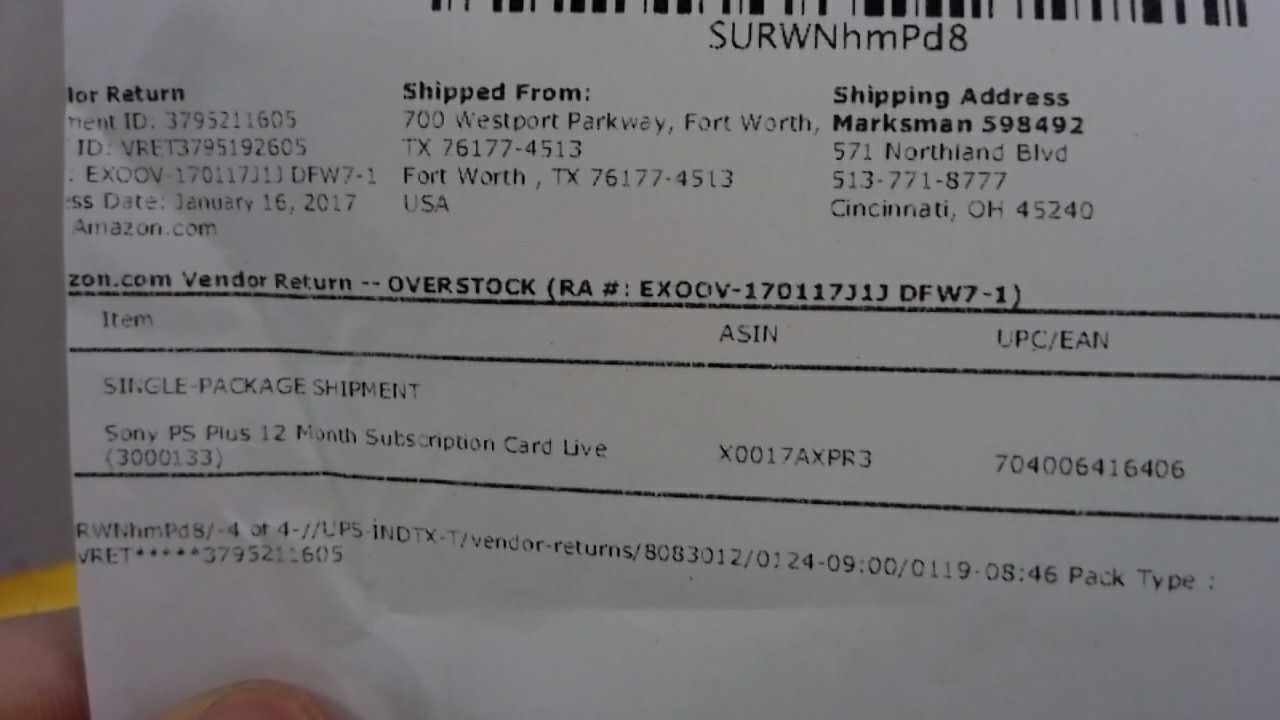 SURWNhmPd8
lor Return
ment ID: 3795211605
ID: VRET3795192605
: EXOOV-170117J1J DFW7-1
ess Date: January 16, 2017
Amazon.com
Shipped From:
700 Westport Parkway, Fort Worth,
TX 76177-4513
Fort Worth , TX 76177-4513
USA
Shipping Address
Marksman 598492
571 Northland Blvd
513-771-8777
Cincinnati, OH 45240
zon.com Vendor Return -- OVERSTOCK (RA #: EXOOV-170117J1J DFW7-1)
Item ASIN UPC/EAN
SINGLE-PACKAGE SHIPMENT
Sony PS Plus 12 Month Subscription Card Live X0017AXPR3 704006416406
(3000133)
RWNhmPd8/-4 of 4-//UPS-INDTX-T/vendor-returns/8083012/0124-09:00/0119-08:46 Pack Type :
VRET*****3795211605